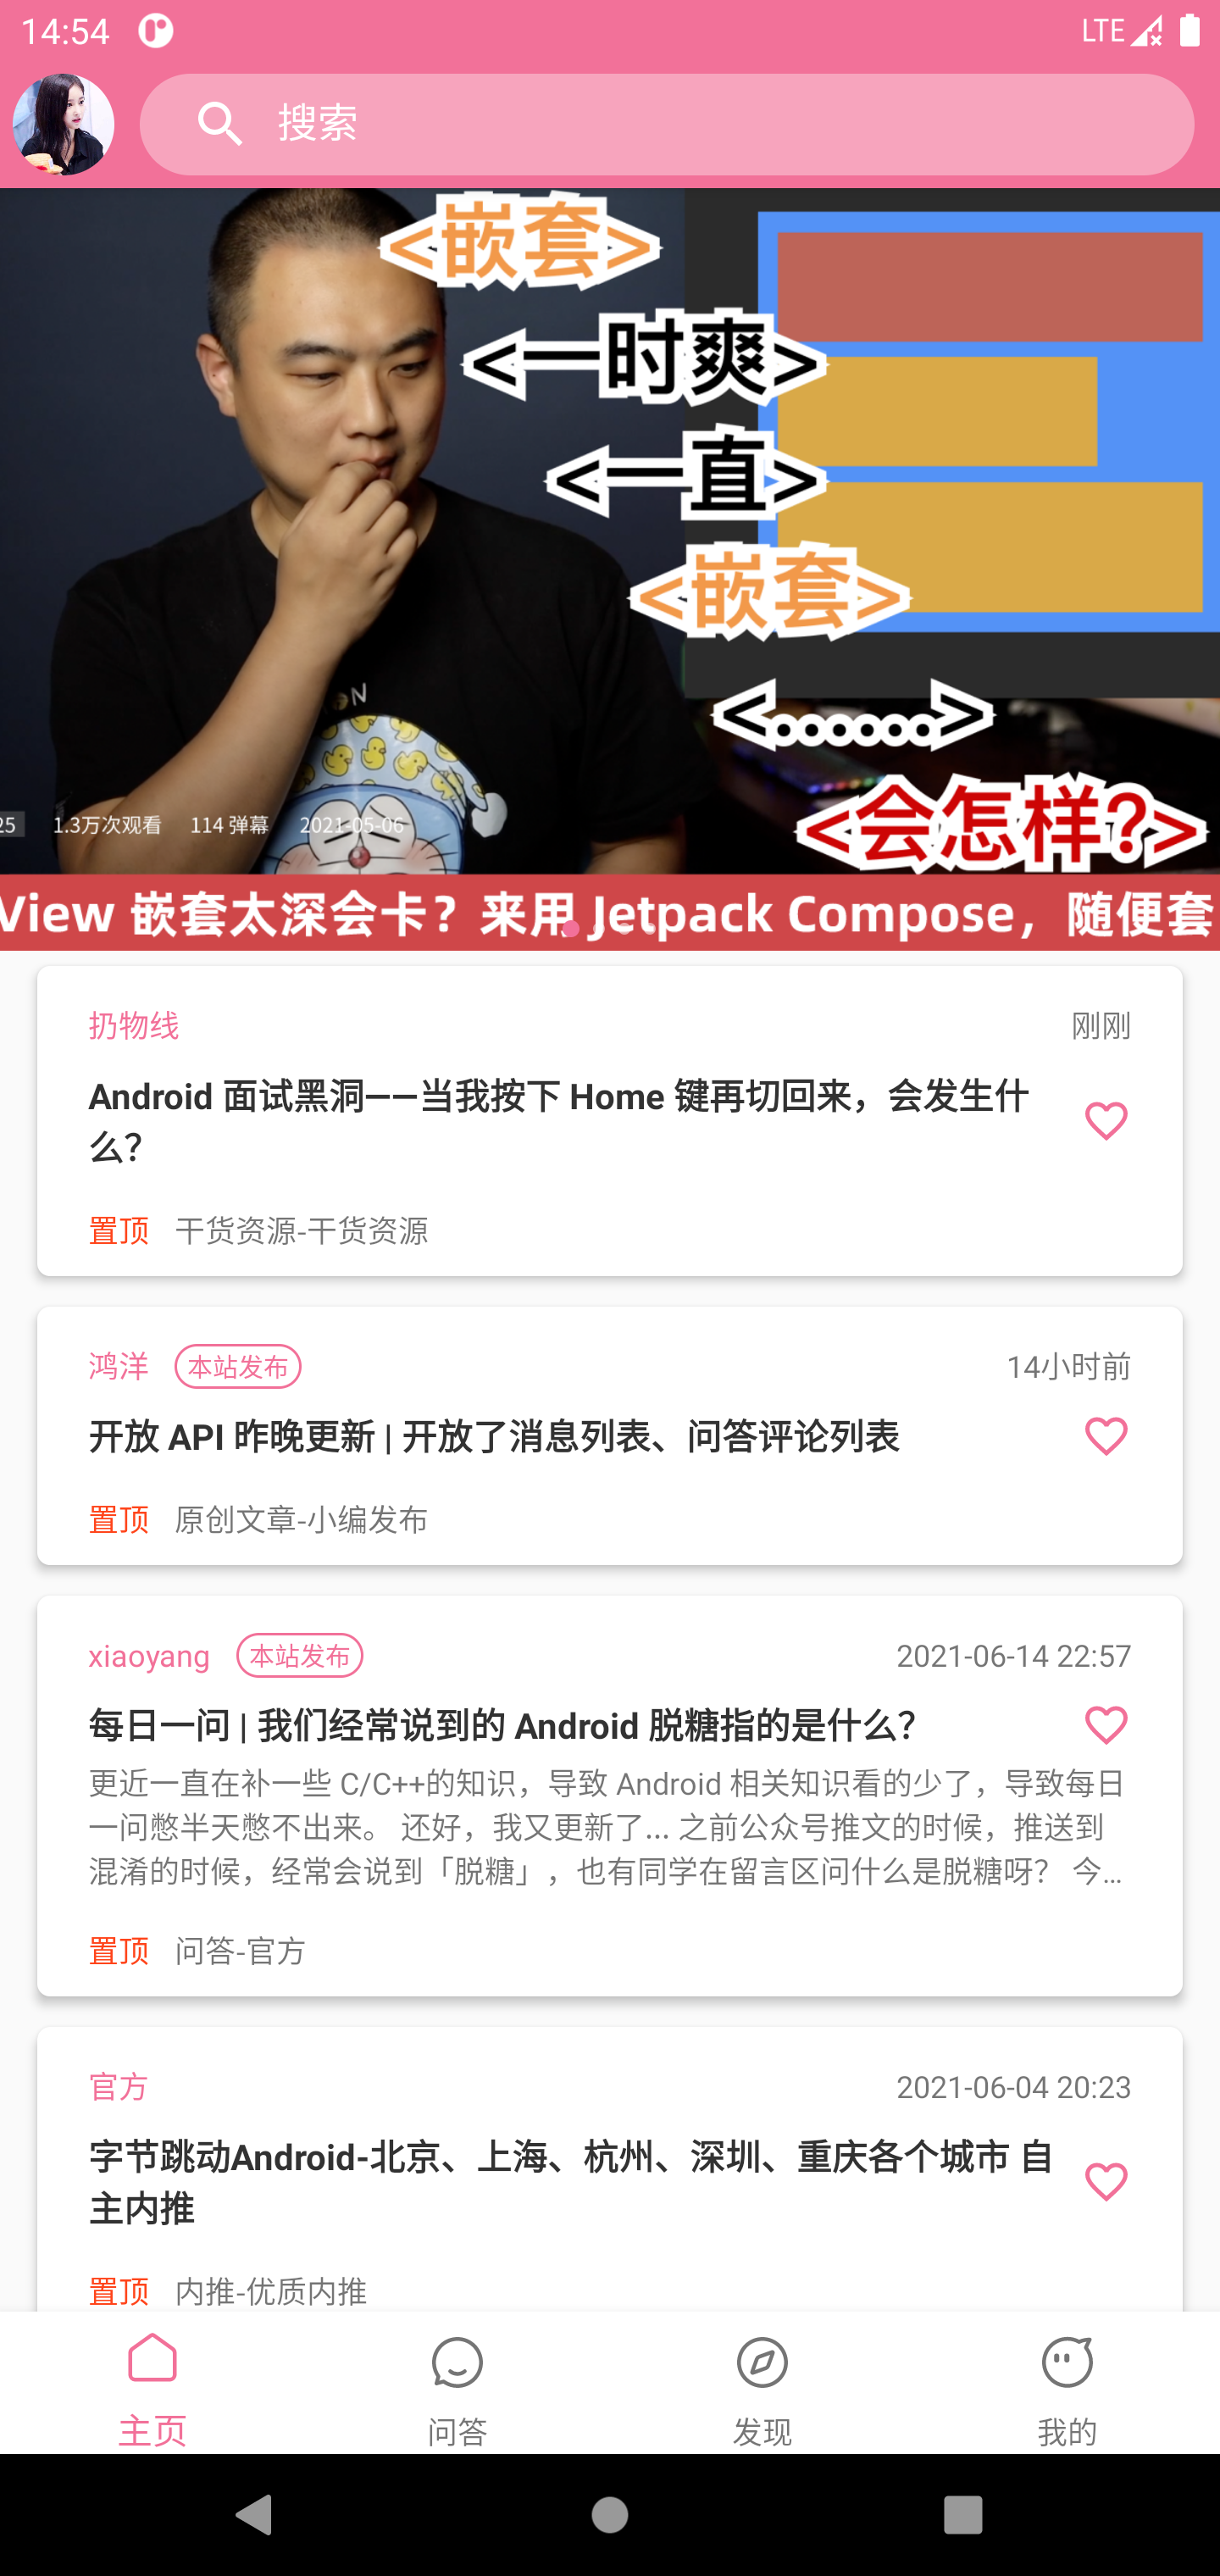 14:54
LTE
搜索
<嵌套>
<一时爽>
<一直>
<嵌套>
<。。。。。。>
<会怎样?>
25 1.3万次观看 114 弹幕 2021-05-06
View 嵌套太深会卡？来用 Jetpack Compose，随便套
扔物线 刚刚
Android 面试黑洞——当我按下 Home 键再切回来，会发生什
么？
置顶 干货资源-干货资源
鸿洋 本站发布 14小时前
开放 API 昨晚更新 | 开放了消息列表、问答评论列表
置顶 原创文章-小编发布
xiaoyang 本站发布 2021-06-14 22:57
每日一问 | 我们经常说到的 Android 脱糖指的是什么？
更近一直在补一些 C/C++的知识，导致 Android 相关知识看的少了，导致每日
一问憋半天憋不出来。 还好，我又更新了... 之前公众号推文的时候，推送到
混淆的时候，经常会说到「脱糖」，也有同学在留言区问什么是脱糖呀？ 今...
置顶 问答-官方
官方 2021-06-04 20:23
字节跳动Android-北京、上海、杭州、深圳、重庆各个城市 自
主内推
置顶 内推-优质内推
主页 问答 发现 我的